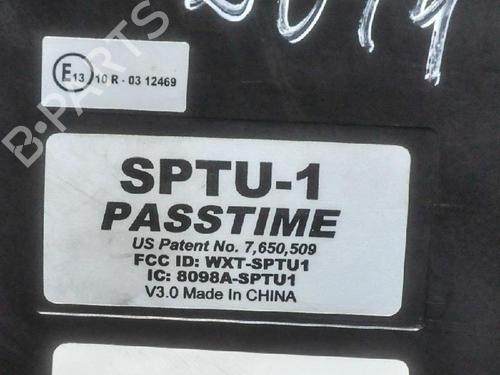 2014
E13 10 R - 03 12469
B-PARTS
SPTU-1
PASSTIME
US Patent No. 7,650,509
FCC ID: WXT-SPTU1
IC: 8098A-SPTU1
V3.0 Made In CHINA